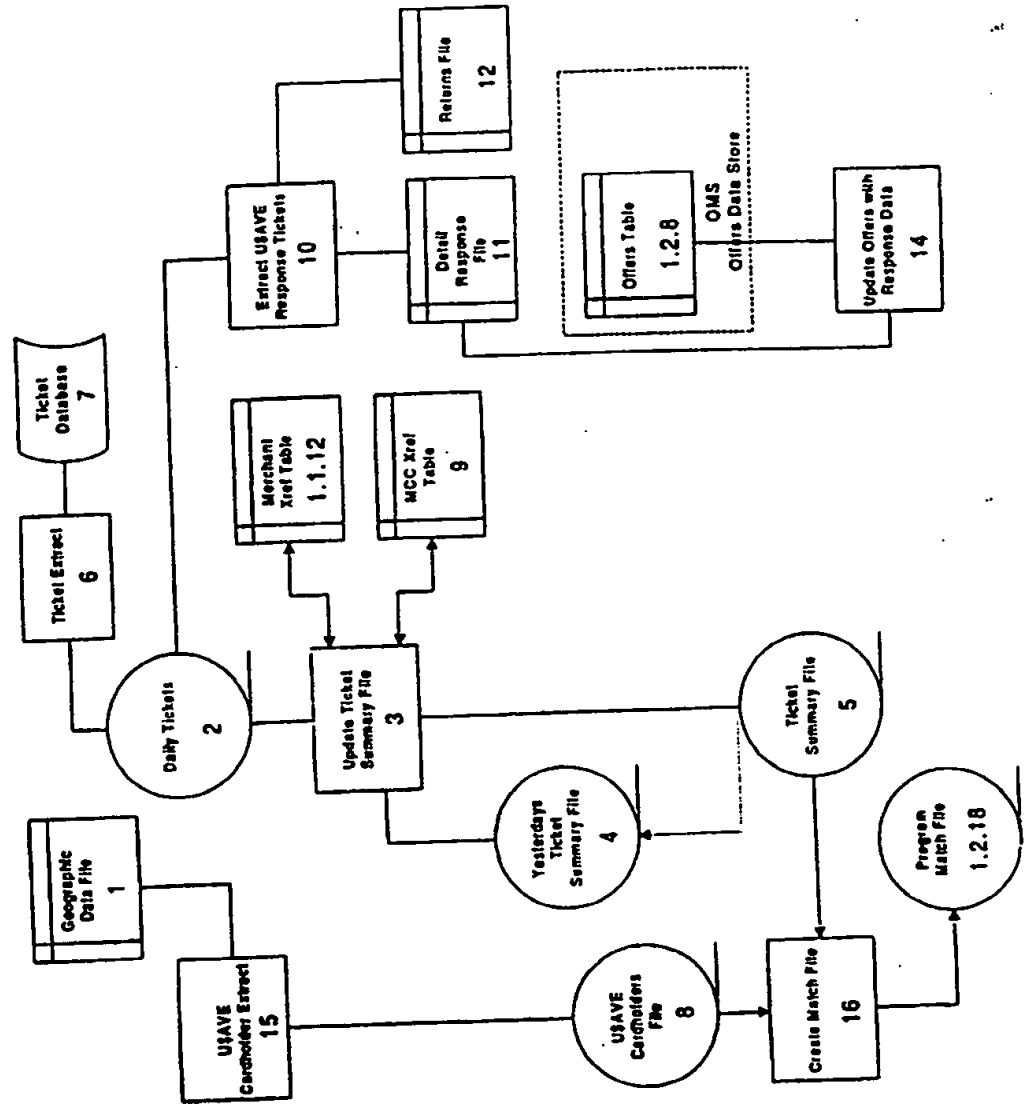 Geographic
Data File
1
U$AVE
Cardholder Extract
15
U$AVE
Cardholders
File
8
Create Match File
16
Program
Match File
1.2.18
Ticket
Database
7
Ticket Extract
6
Daily Tickets
2
Update Ticket
Summary File
3
Yesterdays
Ticket
Summary File
4
Ticket
Summary File
5
Merchant
Xref Table
1.1.12
MCC Xref
Table
9
Extract U$AVE
Response Tickets
10
Returns File
12
Detail
Response
File
11
Offers Table
1.2.8
OMS
Offers Data Store
Update Offers with
Response Data
14